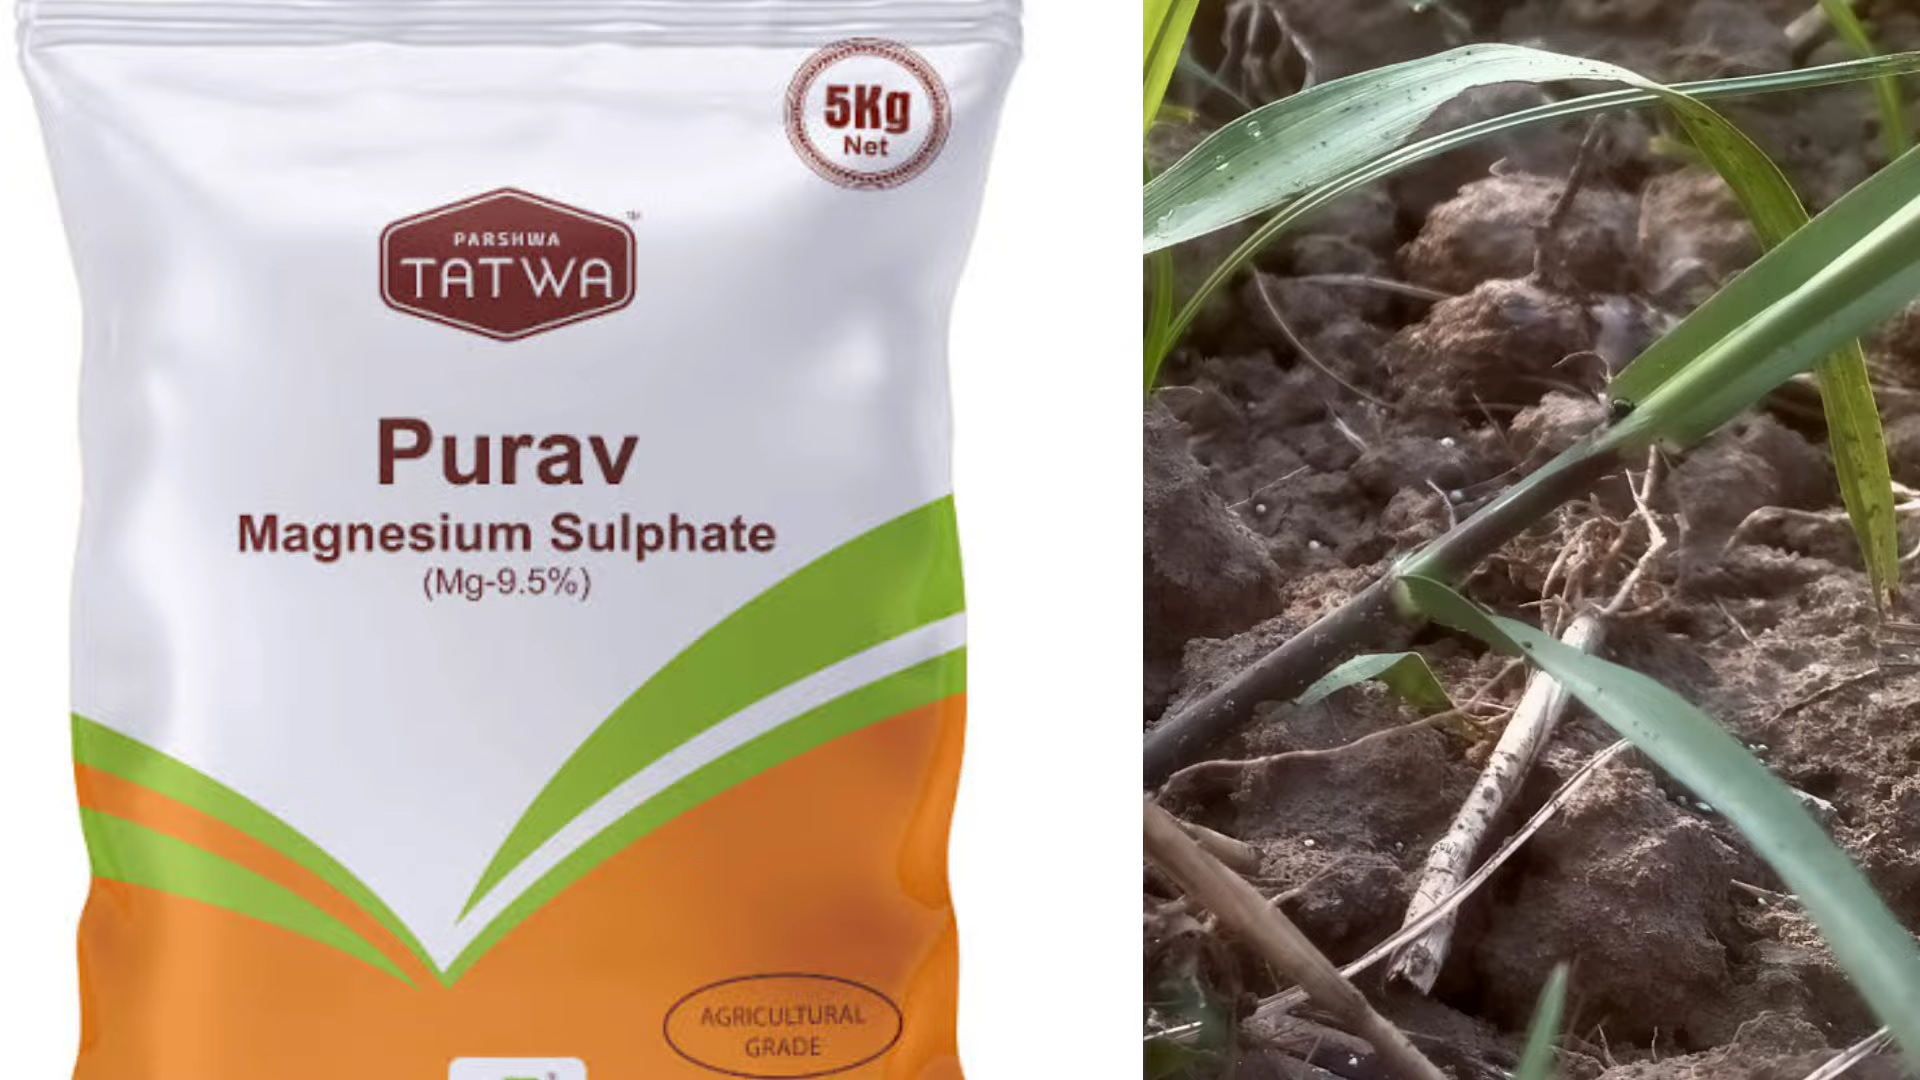 5Kg
Net
PARSHWA
TATWA
Purav
Magnesium Sulphate
(Mg-9.5%)
AGRICULTURAL
GRADE